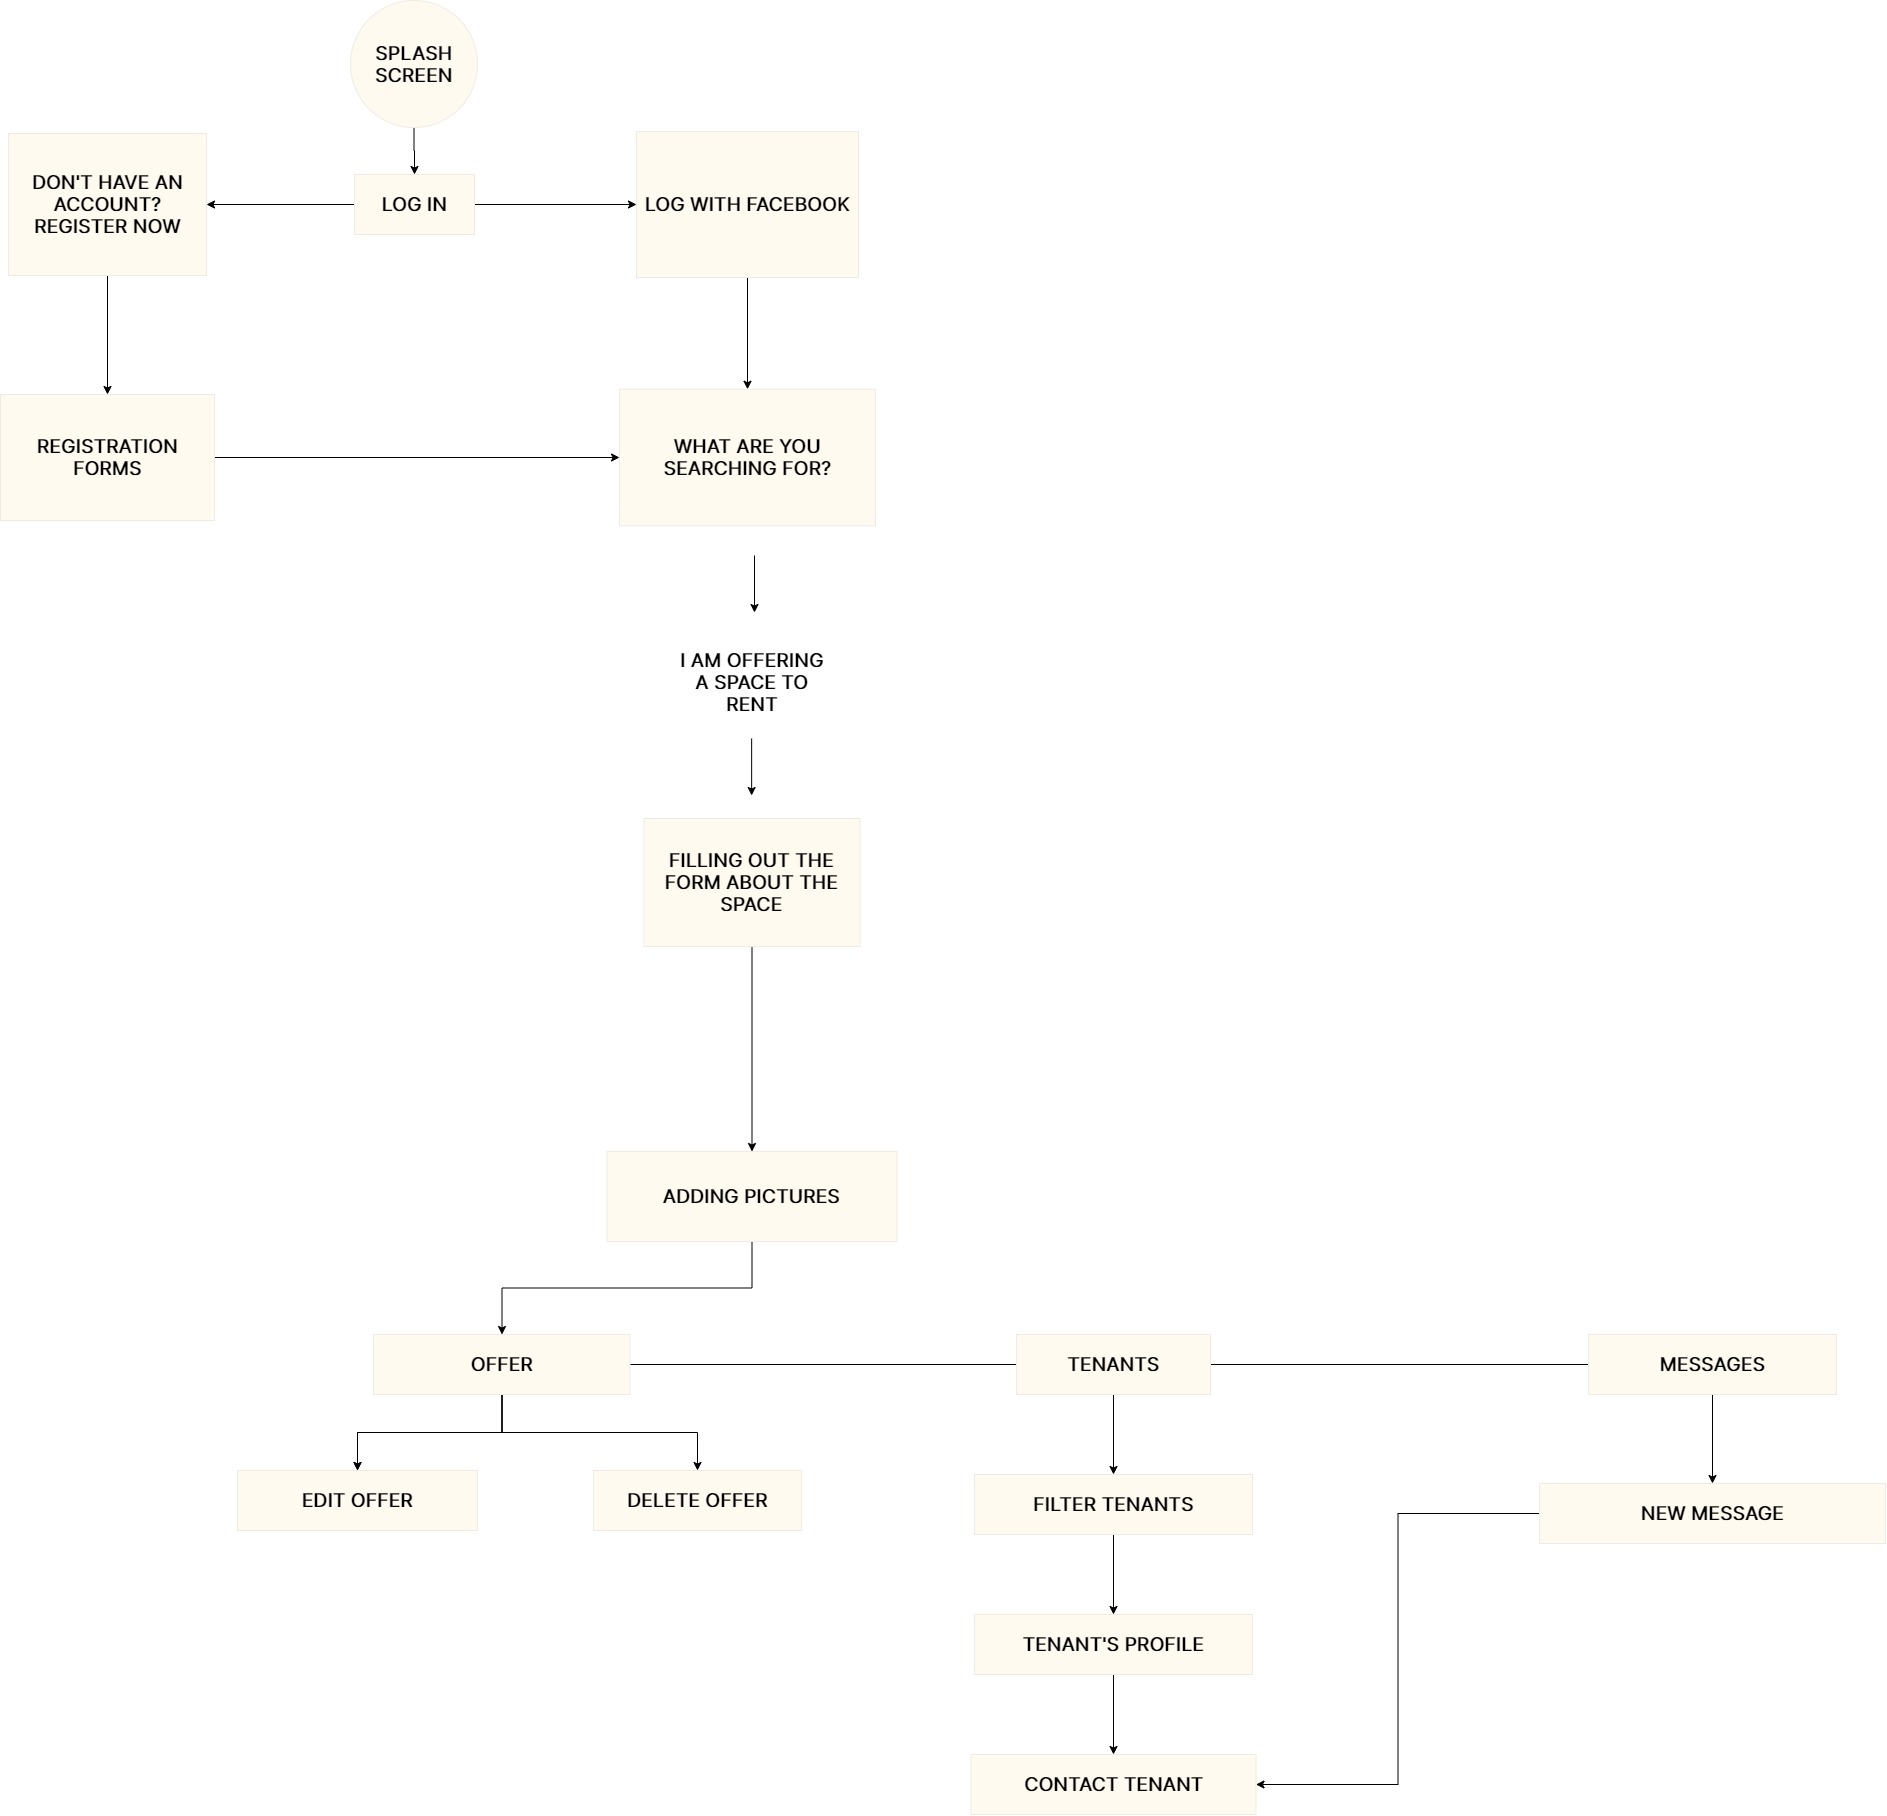 SPLASH
SCREEN
DON'T HAVE AN
ACCOUNT?
REGISTER NOW
LOG IN
LOG WITH FACEBOOK
REGISTRATION
FORMS
WHAT ARE YOU
SEARCHING FOR?
I AM OFFERING
A SPACE TO
RENT
FILLING OUT THE
FORM ABOUT THE
SPACE
ADDING PICTURES
OFFER
TENANTS
MESSAGES
EDIT OFFER
DELETE OFFER
FILTER TENANTS
NEW MESSAGE
TENANT'S PROFILE
CONTACT TENANT